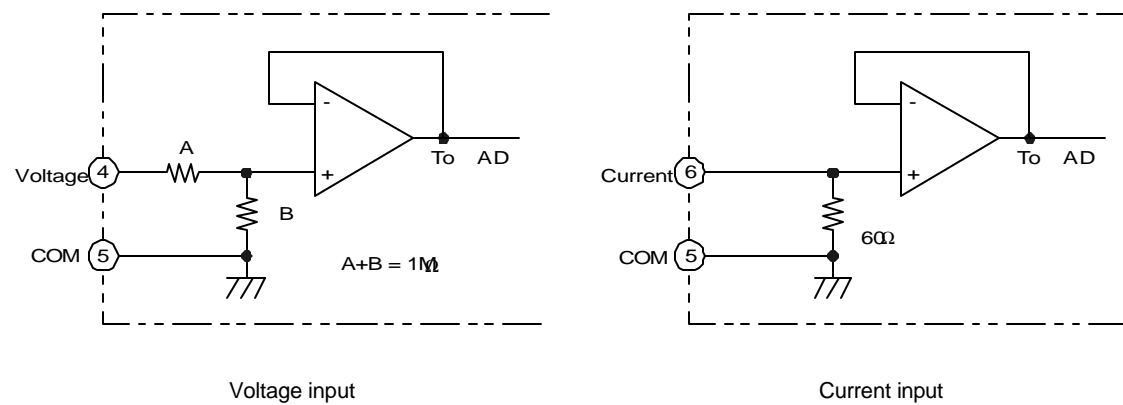 A
-
+
To AD
Voltage 4
B
COM 5
A+B = 1MΩ
Voltage input
-
+
To AD
Current 6
60Ω
COM 5
Current input